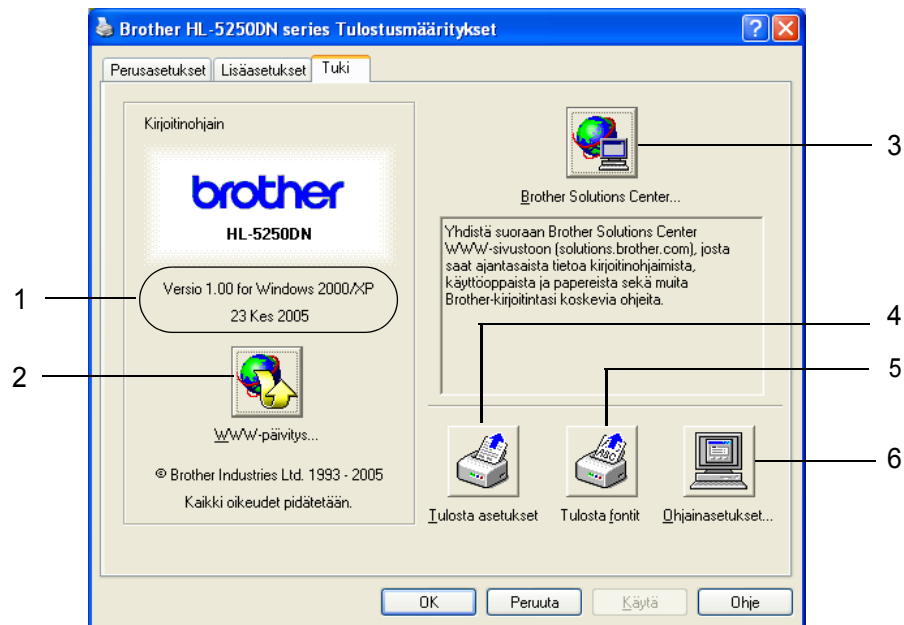 Brother HL-5250DN series Tulostusmääritykset
Perusasetukset
Lisäasetukset
Tuki
Kirjoitinohjain
brother
HL-5250DN
1
Versio 1.00 for Windows 2000/XP
23 Kes 2005
2
WWW-päivitys...
© Brother Industries Ltd. 1993 - 2005
Kaikki oikeudet pidätetään.
3
Brother Solutions Center...
Yhdistä suoraan Brother Solutions Center
WWW-sivustoon (solutions.brother.com), josta
saat ajantasaista tietoa kirjoitinohjaimista,
käyttöoppaista ja papereista sekä muita
Brother-kirjoitintasi koskevia ohjeita.
4
5
6
Tulosta asetukset
Tulosta fontit
Ohjainasetukset...
OK
Peruuta
Käytä
Ohje